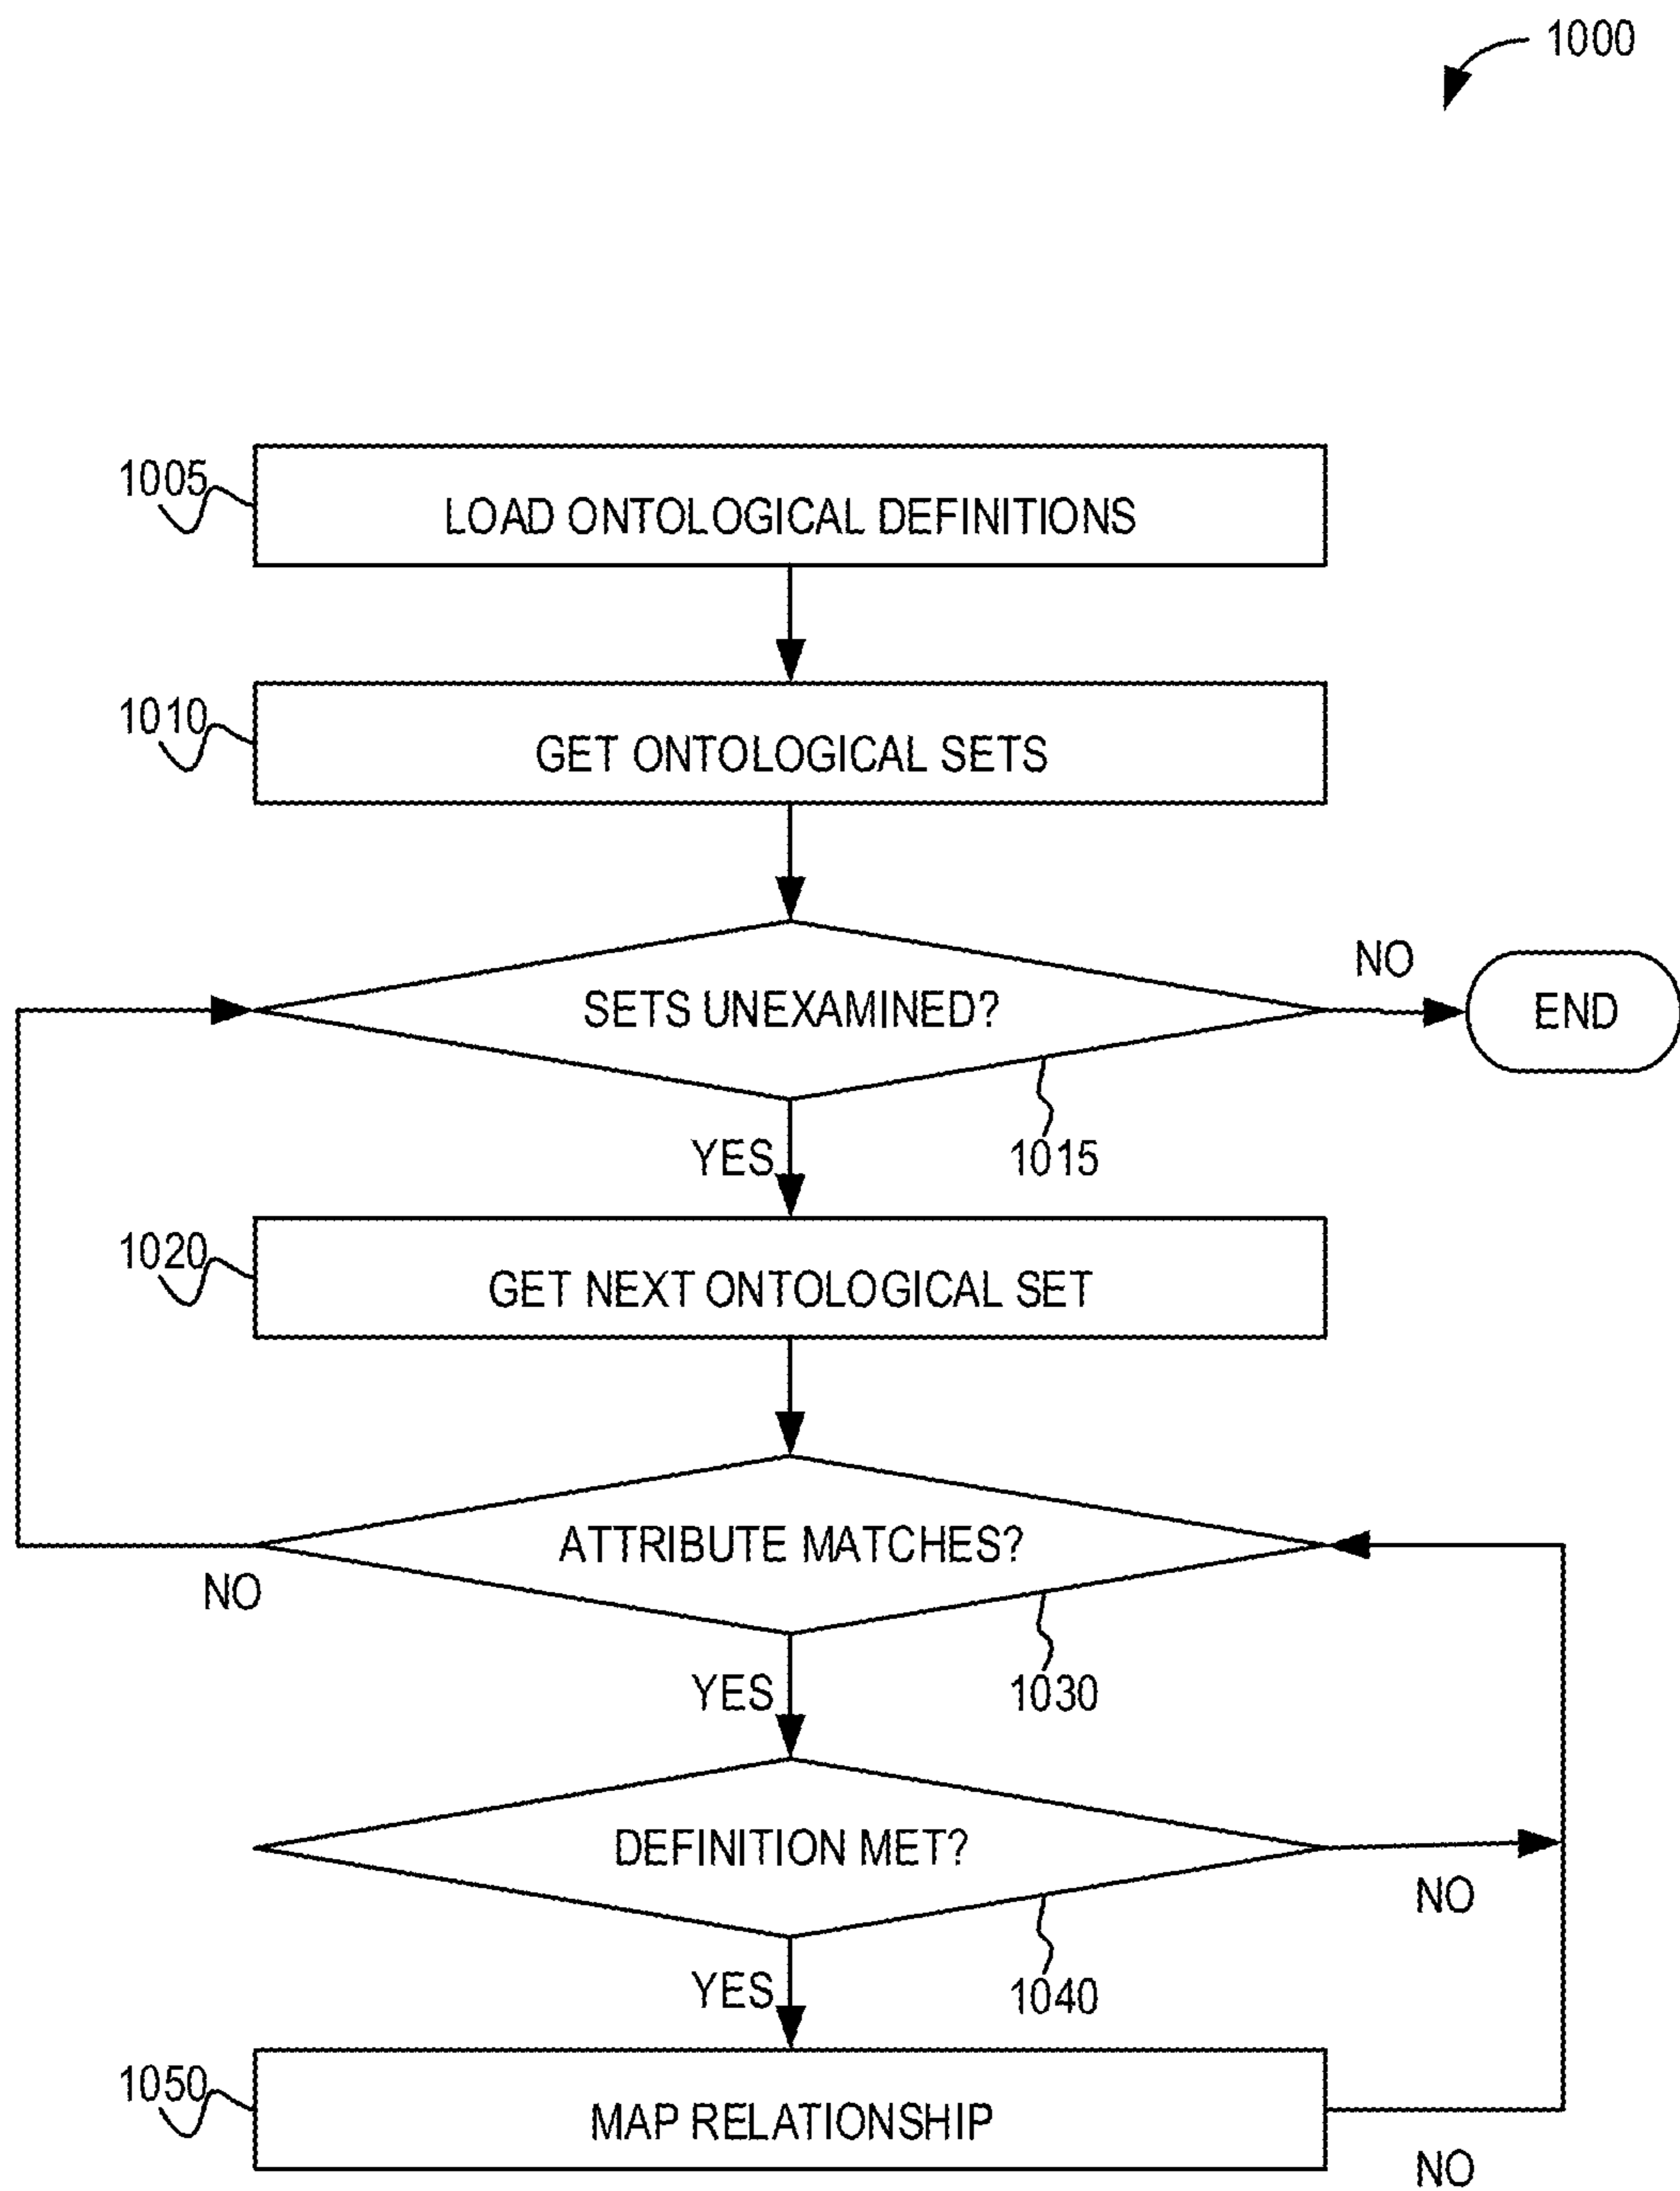 1000
1005
LOAD ONTOLOGICAL DEFINITIONS
1010
GET ONTOLOGICAL SETS
NO
SETS UNEXAMINED?
END
YES
1015
1020
GET NEXT ONTOLOGICAL SET
ATTRIBUTE MATCHES?
NO
YES
1030
DEFINITION MET?
NO
YES
1040
1050
MAP RELATIONSHIP
NO